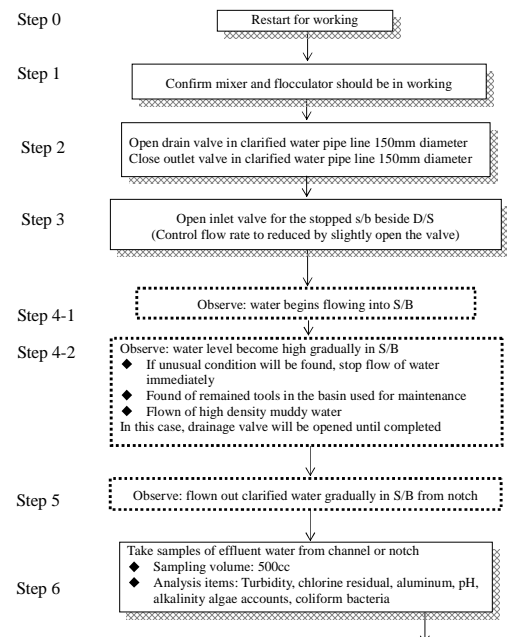 Step 0
Restart for working
Step 1
Confirm mixer and flocculator should be in working
Step 2
Open drain valve in clarified water pipe line 150mm diameter
Close outlet valve in clarified water pipe line 150mm diameter
Step 3
Open inlet valve for the stopped s/b beside D/S
(Control flow rate to reduced by slightly open the valve)
Step 4-1
Observe: water begins flowing into S/B
Step 4-2
Observe: water level become high gradually in S/B
◆ If unusual condition will be found, stop flow of water
immediately
◆ Found of remained tools in the basin used for maintenance
◆ Flown of high density muddy water
In this case, drainage valve will be opened until completed
Step 5
Observe: flown out clarified water gradually in S/B from notch
Step 6
Take samples of effluent water from channel or notch
◆ Sampling volume: 500cc
◆ Analysis items: Turbidity, chlorine residual, aluminum, pH,
alkalinity algae accounts, coliform bacteria